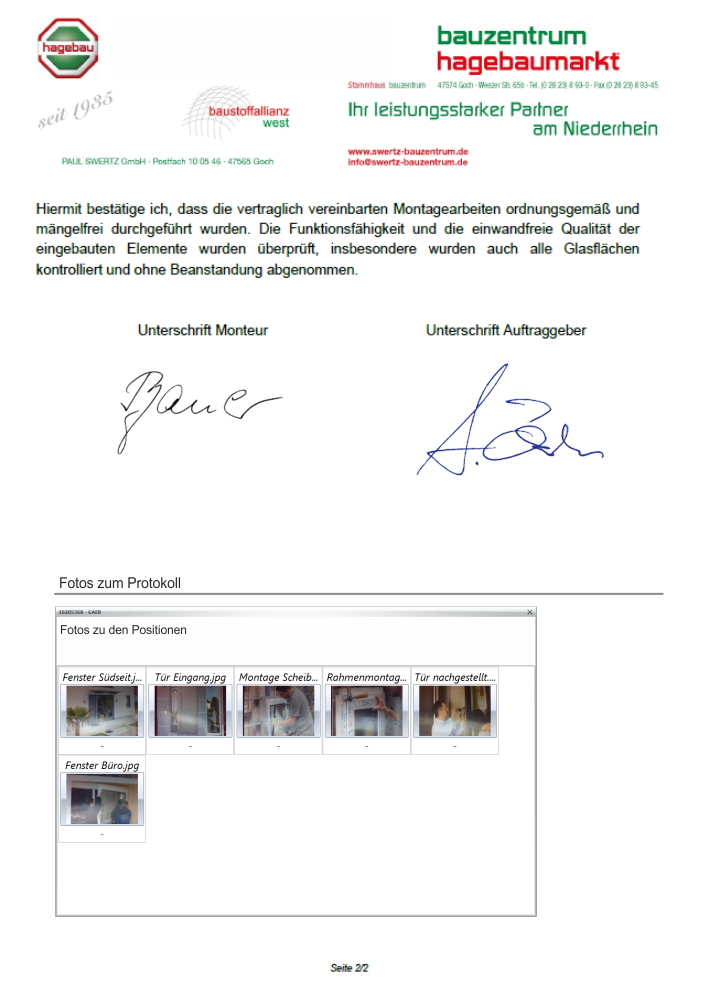 hagebau
bauzentrum
hagebaumarkt
Stammhaus bauzentrum 47574 Goch · Weezer Str. 65b · Tel. (0 28 23) 8 93-0 · Fax (0 28 23) 8 93-45
seit 1935
baustoffallianz
west
Ihr leistungsstarker Partner
am Niederrhein
www.swertz-bauzentrum.de
info@swertz-bauzentrum.de
PAUL SWERTZ GmbH · Postfach 10 05 46 · 47565 Goch
Hiermit bestätige ich, dass die vertraglich vereinbarten Montagearbeiten ordnungsgemäß und
mängelfrei durchgeführt wurden. Die Funktionsfähigkeit und die einwandfreie Qualität der
eingebauten Elemente wurden überprüft, insbesondere wurden auch alle Glasflächen
kontrolliert und ohne Beanstandung abgenommen.
Unterschrift Monteur
Unterschrift Auftraggeber
Bauer
Fotos zum Protokoll
10205368 - GAEB
Fotos zu den Positionen
Fenster Südseit.j... Tür Eingang.jpg Montage Scheib... Rahmenmontag... Tür nachgestellt....
- - - - -
Fenster Büro.jpg
-
Seite 2/2